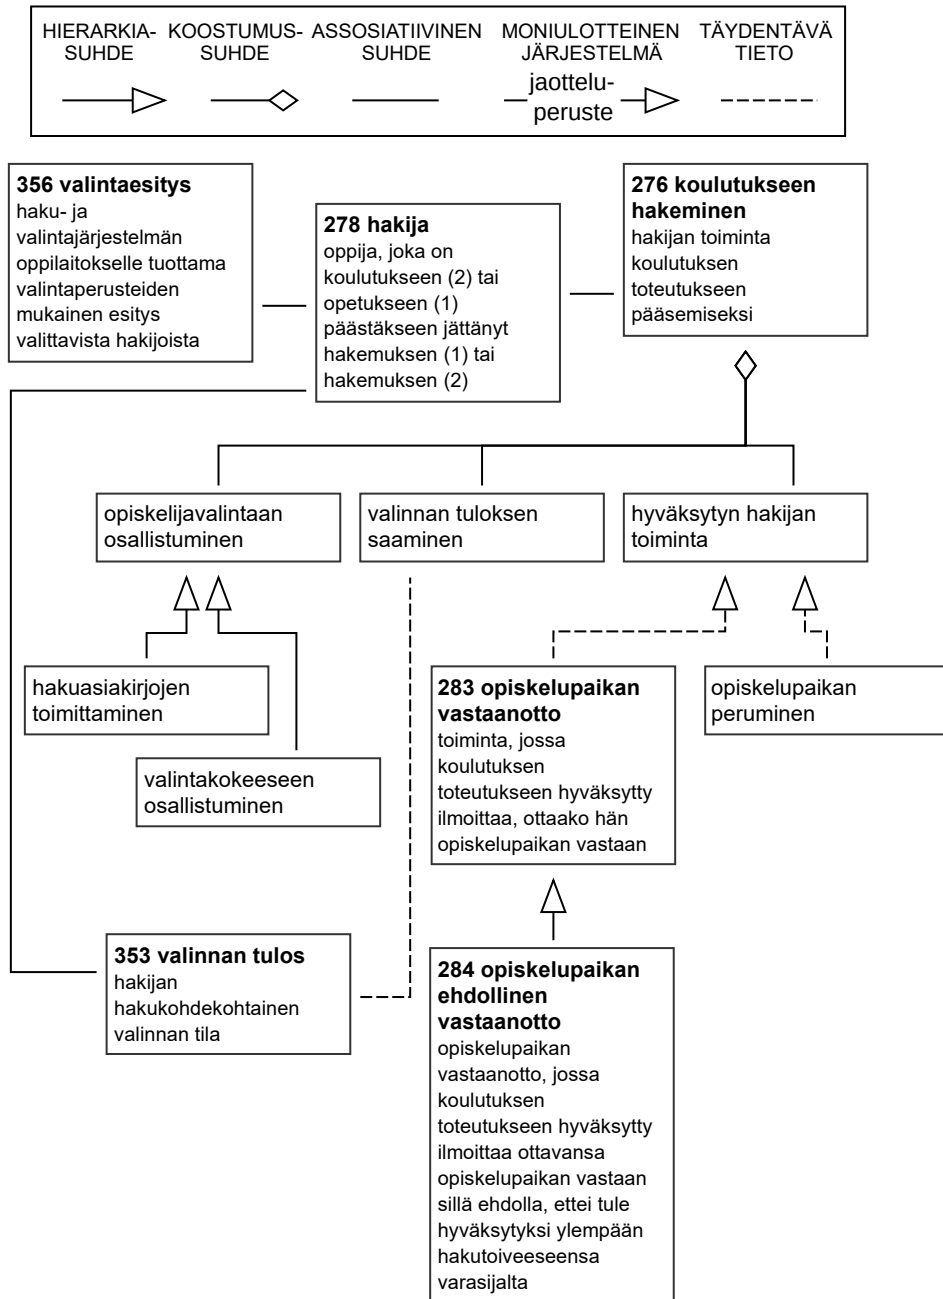 HIERARKIA-
SUHDE
KOOSTUMUS-
SUHDE
ASSOSIATIIVINEN
SUHDE
MONIULOTTEINEN
JÄRJESTELMÄ
jaottelu-
peruste
TÄYDENTÄVÄ
TIETO
356 valintaesitys
haku- ja
valintajärjestelmän
oppilaitokselle tuottama
valintaperusteiden
mukainen esitys
valittavista hakijoista
278 hakija
oppija, joka on
koulutukseen (2) tai
opetukseen (1)
päästäkseen jättänyt
hakemuksen (1) tai
hakemuksen (2)
276 koulutukseen
hakeminen
hakijan toiminta
koulutuksen
toteutukseen
pääsemiseksi
opiskelijavalintaan
osallistuminen
valinnan tuloksen
saaminen
hyväksytyn hakijan
toiminta
hakuasiakirjojen
toimittaminen
valintakokeeseen
osallistuminen
283 opiskelupaikan
vastaanotto
toiminta, jossa
koulutuksen
toteutukseen hyväksytty
ilmoittaa, ottaako hän
opiskelupaikan vastaan
opiskelupaikan
peruminen
353 valinnan tulos
hakijan
hakukohdekohtainen
valinnan tila
284 opiskelupaikan
ehdollinen
vastaanotto
opiskelupaikan
vastaanotto, jossa
koulutuksen
toteutukseen hyväksytty
ilmoittaa ottavansa
opiskelupaikan vastaan
sillä ehdolla, ettei tule
hyväksytyksi ylempään
hakutoiveeseensa
varasijalta